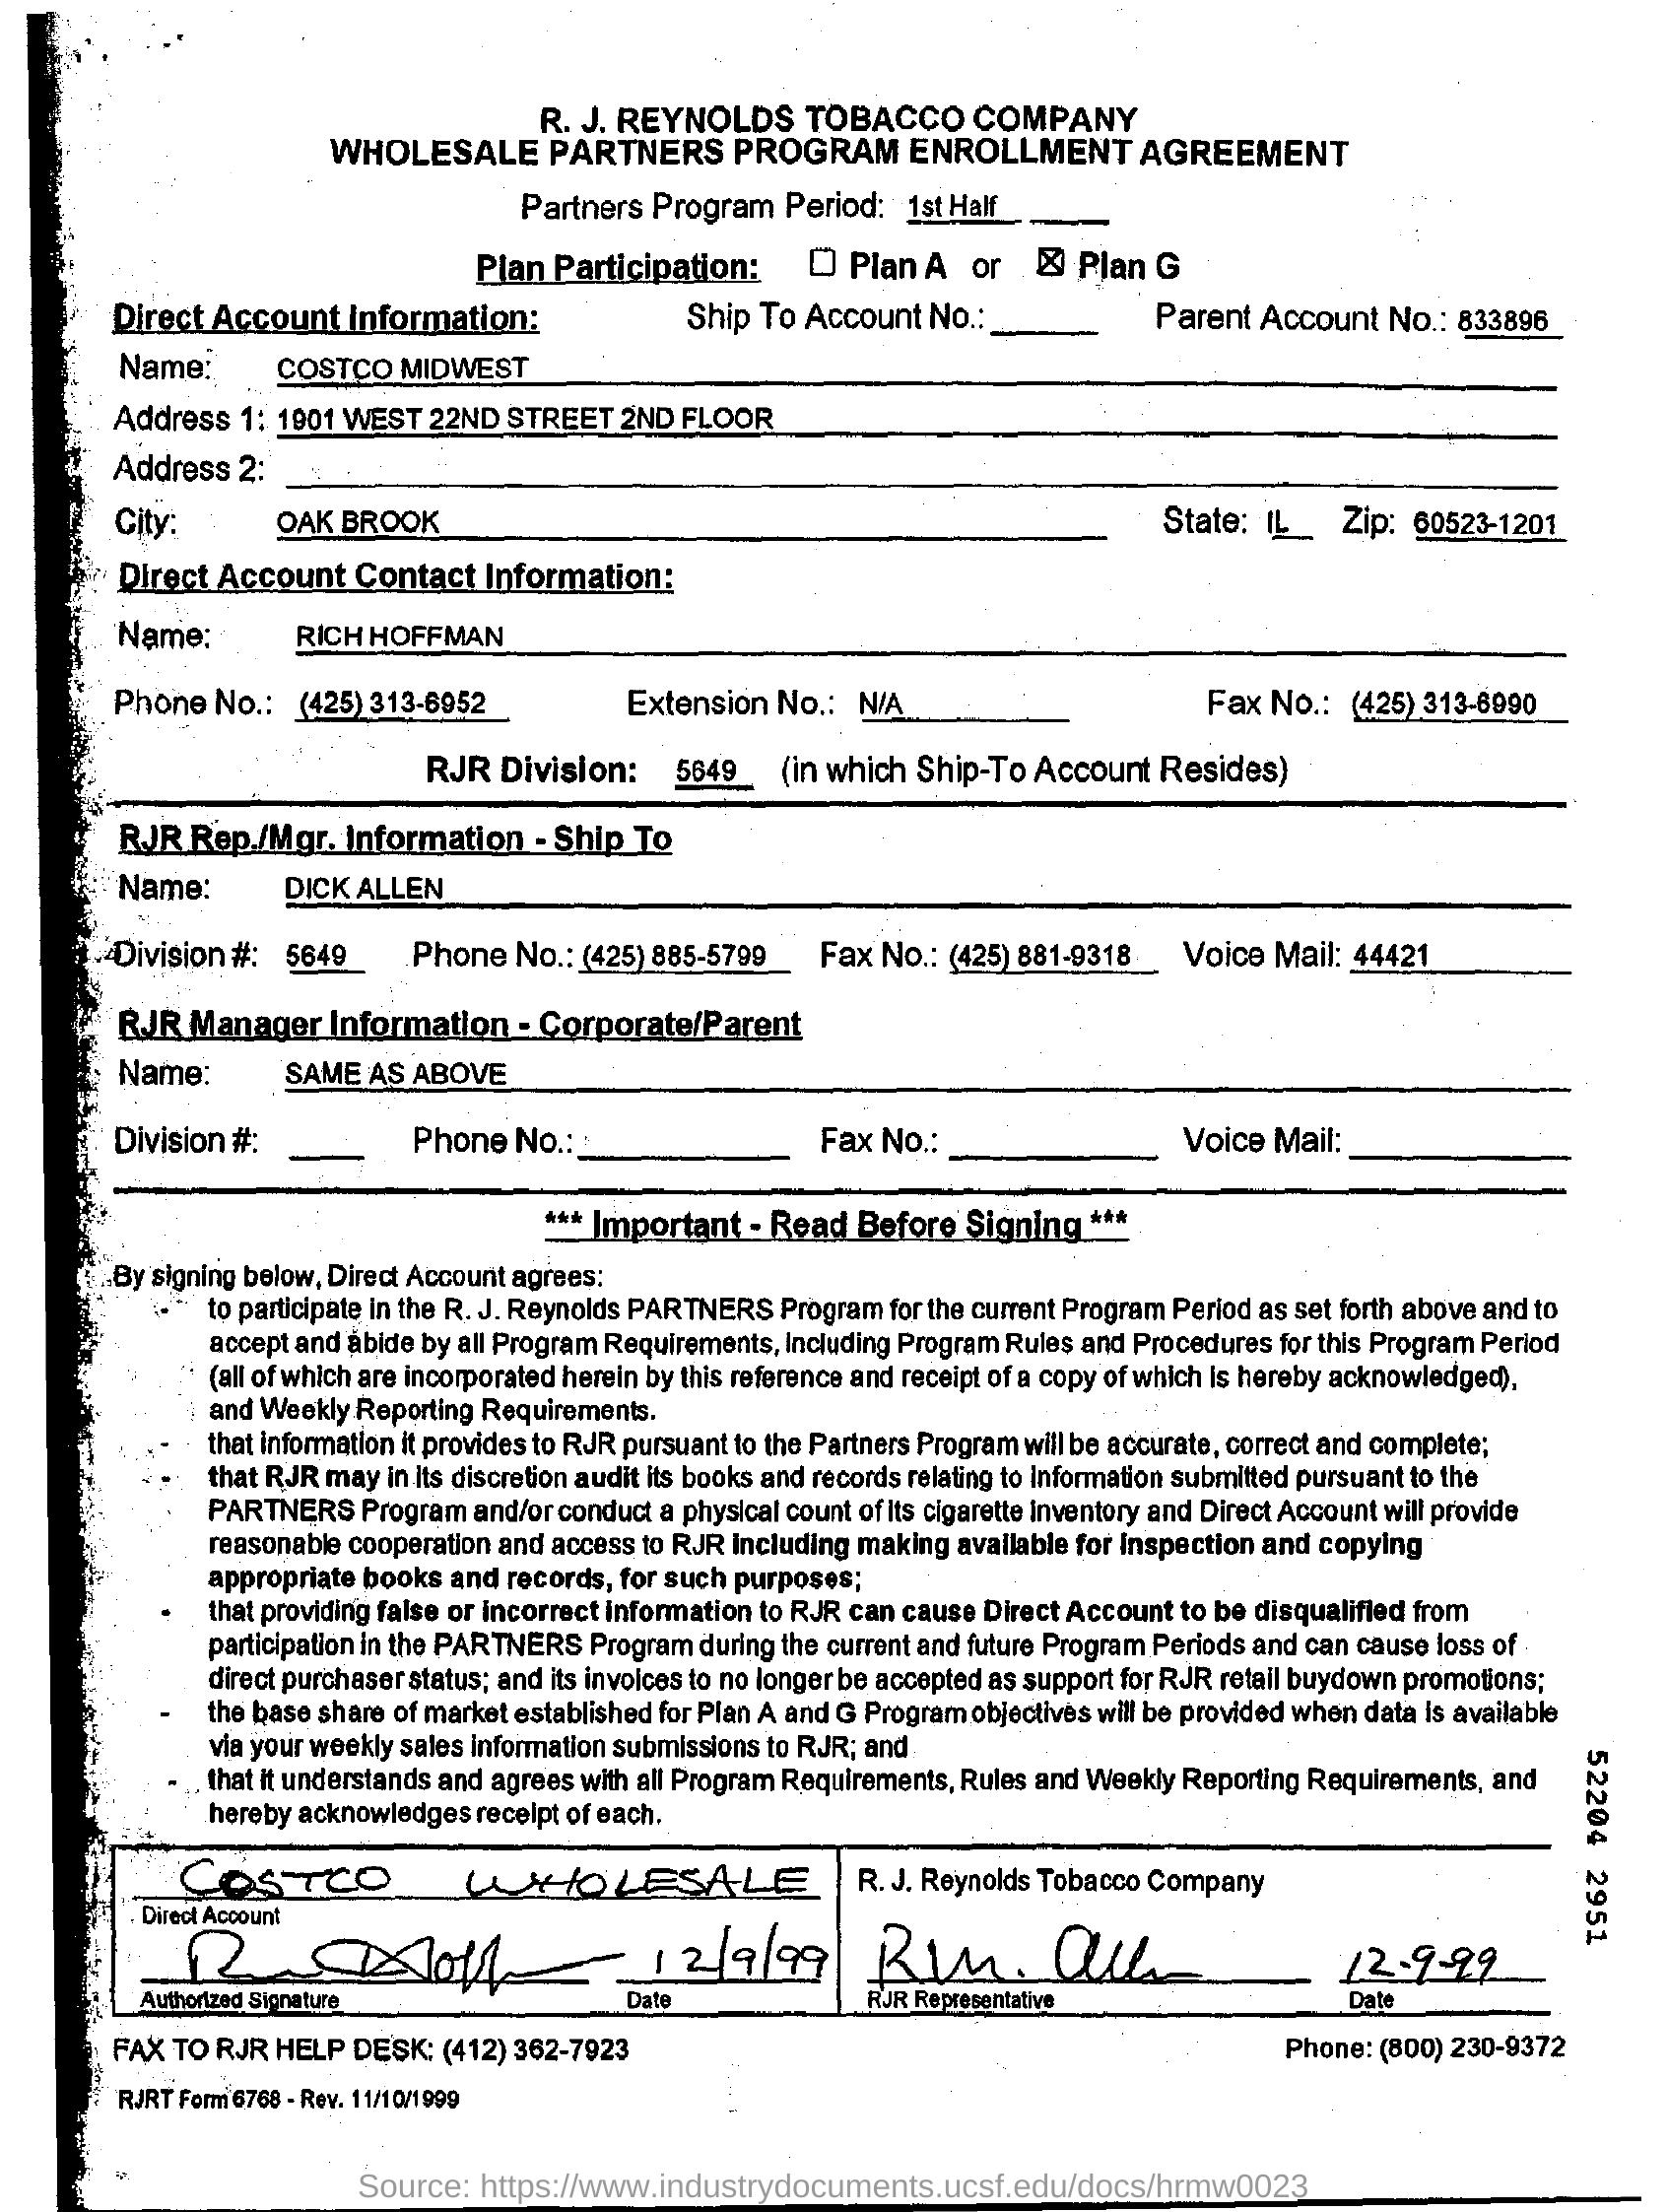 R. J. REYNOLDS TOBACCO COMPANY
WHOLESALE PARTNERS PROGRAM ENROLLMENT AGREEMENT
Partners Program Period: 1st Half
Plan Participation: ☐ Plan A or ☒ Plan G
Direct Account Information: Ship To Account No.: Parent Account No.: 833896
Name: COSTCO MIDWEST
Address 1: 1901 WEST 22ND STREET 2ND FLOOR
Address 2:
City: OAK BROOK State: IL Zip: 60523-1201
Direct Account Contact Information:
Name: RICH HOFFMAN
Phone No.: (425) 313-6952 Extension No.: N/A Fax No.: (425) 313-6990
RJR Division: 5649 (in which Ship-To Account Resides)
RJR Rep./Mgr. Information - Ship To
Name: DICK ALLEN
Division #: 5649 Phone No.: (425) 885-5799 Fax No.: (425) 881-9318 Voice Mail: 44421
RJR Manager Information - Corporate/Parent
Name: SAME AS ABOVE
Division #: Phone No.: Fax No.: Voice Mail:
*** Important - Read Before Signing ***
By signing below, Direct Account agrees:
- to participate in the R. J. Reynolds PARTNERS Program for the current Program Period as set forth above and to
accept and abide by all Program Requirements, Including Program Rules and Procedures for this Program Period
(all of which are incorporated herein by this reference and receipt of a copy of which is hereby acknowledged),
and Weekly Reporting Requirements.
- that information it provides to RJR pursuant to the Partners Program will be accurate, correct and complete;
- that RJR may in its discretion audit its books and records relating to information submitted pursuant to the
PARTNERS Program and/or conduct a physical count of its cigarette inventory and Direct Account will provide
reasonable cooperation and access to RJR including making available for inspection and copying
appropriate books and records, for such purposes;
- that providing false or incorrect information to RJR can cause Direct Account to be disqualified from
participation in the PARTNERS Program during the current and future Program Periods and can cause loss of
direct purchaser status; and its invoices to no longer be accepted as support for RJR retail buydown promotions;
- the base share of market established for Plan A and G Program objectives will be provided when data is available
via your weekly sales information submissions to RJR; and
- that it understands and agrees with all Program Requirements, Rules and Weekly Reporting Requirements, and
hereby acknowledges receipt of each.
COSTCO WHOLESALE R. J. Reynolds Tobacco Company
Direct Account
12/9/99 R.M. Allen 12-9-99
Authorized Signature Date RJR Representative Date
FAX TO RJR HELP DESK: (412) 362-7923 Phone: (800) 230-9372
RJRT Form 6768 - Rev. 11/10/1999
52204 2951
Source: https://www.industrydocuments.ucsf.edu/docs/hrmw0023